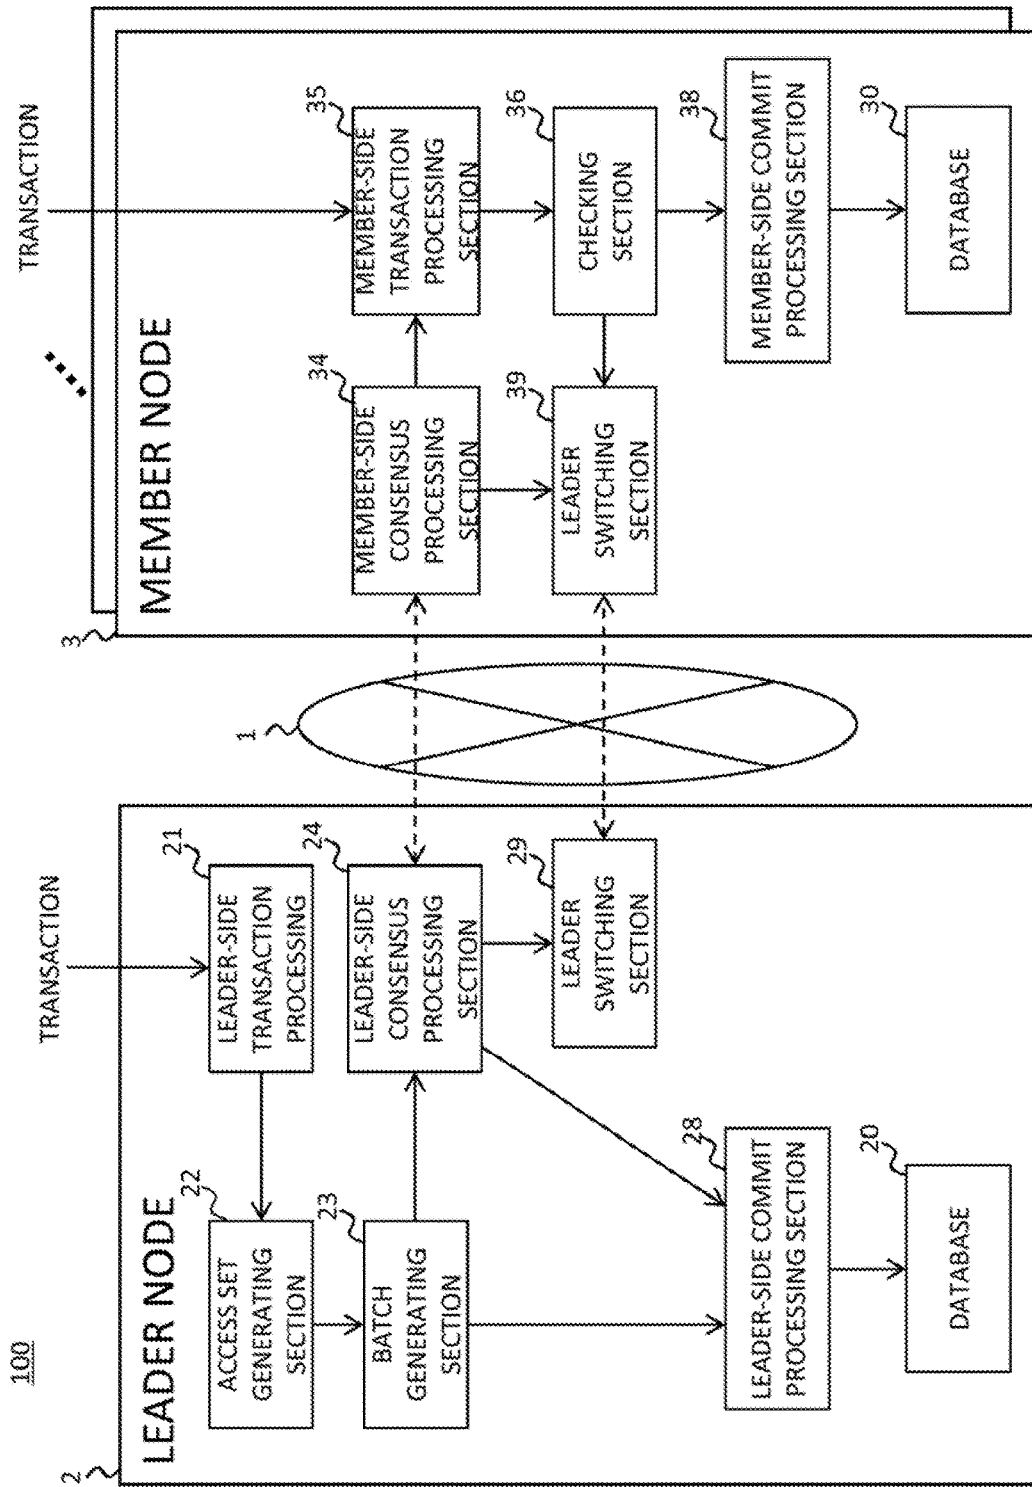 100
2
LEADER NODE
TRANSACTION
21
LEADER-SIDE
TRANSACTION
PROCESSING
22
ACCESS SET
GENERATING
SECTION
23
BATCH
GENERATING
SECTION
24
LEADER-SIDE
CONSENSUS
PROCESSING
SECTION
29
LEADER
SWITCHING
SECTION
28
LEADER-SIDE COMMIT
PROCESSING SECTION
20
DATABASE
1
3
MEMBER NODE
TRANSACTION
34
MEMBER-SIDE
CONSENSUS
PROCESSING
SECTION
35
MEMBER-SIDE
TRANSACTION
PROCESSING
SECTION
39
LEADER
SWITCHING
SECTION
36
CHECKING
SECTION
38
MEMBER-SIDE COMMIT
PROCESSING SECTION
30
DATABASE